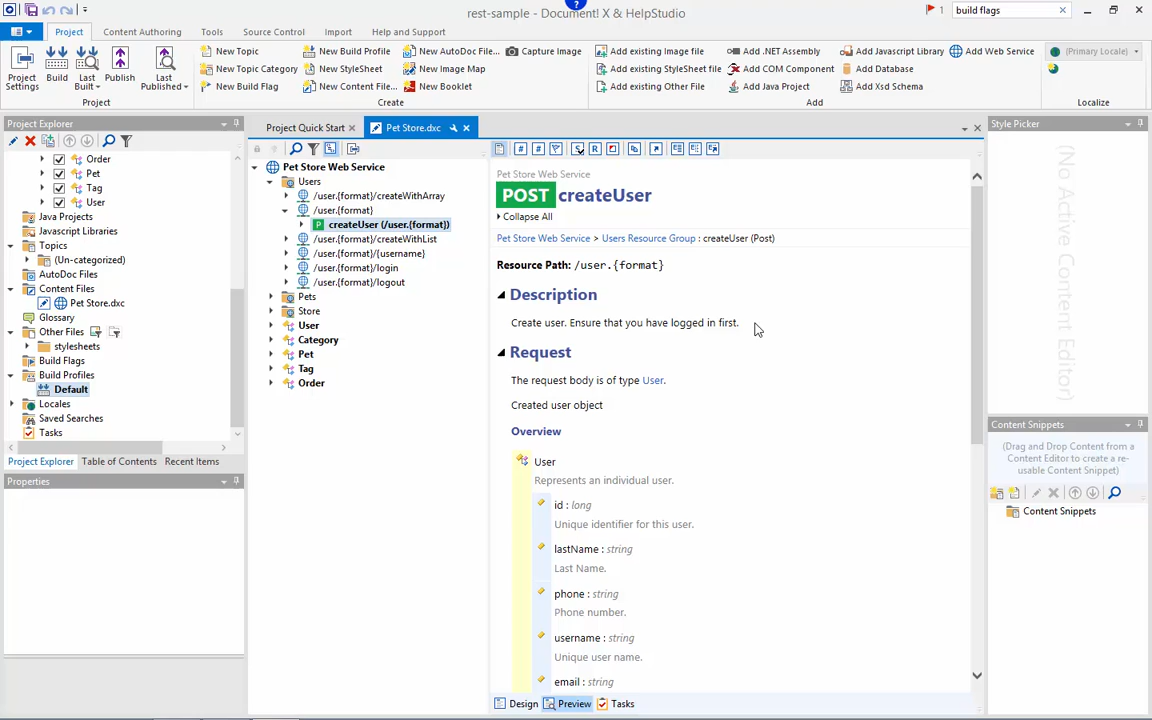 rest-sample - Document! X & HelpStudio
1
build flags
Project
Content Authoring
Tools
Source Control
Import
Help and Support
Project Settings
Build
Last Built
Publish
Last Published
New Topic
New Topic Category
New Build Flag
New Build Profile
New StyleSheet
New Content File...
New AutoDoc File...
New Image Map
New Booklet
Capture Image
Add existing Image file
Add existing StyleSheet file
Add existing Other File
Add .NET Assembly
Add COM Component
Add Java Project
Add Javascript Library
Add Database
Add Xsd Schema
Add Web Service
(Primary Locale)
Project
Create
Add
Localize
Project Explorer
Order
Pet
Tag
User
Java Projects
Javascript Libraries
Topics
(Un-categorized)
AutoDoc Files
Content Files
Pet Store.dxc
Glossary
Other Files
stylesheets
Build Flags
Build Profiles
Default
Locales
Saved Searches
Tasks
Project Explorer
Table of Contents
Recent Items
Properties
Project Quick Start
Pet Store.dxc
Pet Store Web Service
Users
/user.{format}/createWithArray
/user.{format}
createUser (/user.{format})
/user.{format}/createWithList
/user.{format}/{username}
/user.{format}/login
/user.{format}/logout
Pets
Store
User
Category
Pet
Tag
Order
Pet Store Web Service
POST createUser
Collapse All
Pet Store Web Service > Users Resource Group : createUser (Post)
Resource Path: /user.{format}
Description
Create user. Ensure that you have logged in first.
Request
The request body is of type User.
Created user object
Overview
User
Represents an individual user.
id : long
Unique identifier for this user.
lastName : string
Last Name.
phone : string
Phone number.
username : string
Unique user name.
email : string
Design
Preview
Tasks
Style Picker
(No Active Content Editor)
Content Snippets
(Drag and Drop Content from a
Content Editor to create a re-
usable Content Snippet)
Content Snippets